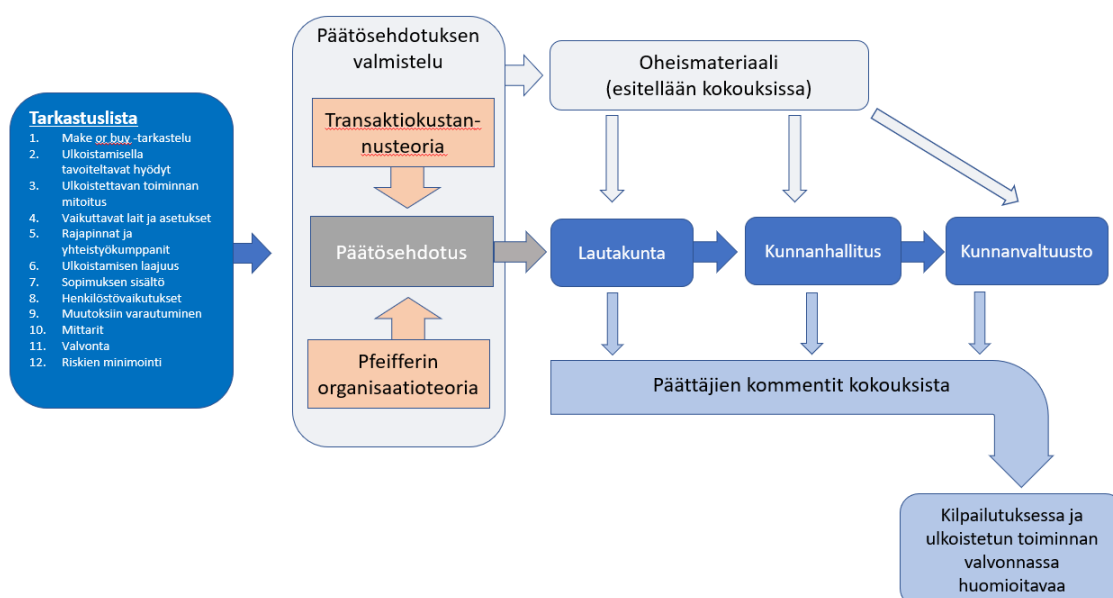 Tarkastuslista
1. Make or buy -tarkastelu
2. Ulkoistamisella
tavoiteltavat hyödyt
3. Ulkoistettavan toiminnan
mitoitus
4. Vaikuttavat lait ja asetukset
5. Rajapinnat ja
yhteistyökumppanit
6. Ulkoistamisen laajuus
7. Sopimuksen sisältö
8. Henkilöstövaikutukset
9. Muutoksiin varautuminen
10. Mittarit
11. Valvonta
12. Riskien minimointi
Päätösehdotuksen
valmistelu
Transaktiokustan-
nusteoria
Päätösehdotus
Pfeifferin
organisaatioteoria
Oheismateriaali
(esitellään kokouksissa)
Lautakunta
Kunnanhallitus
Kunnanvaltuusto
Päättäjien kommentit kokouksista
Kilpailutuksessa ja
ulkoistetun toiminnan
valvonnassa
huomioitavaa